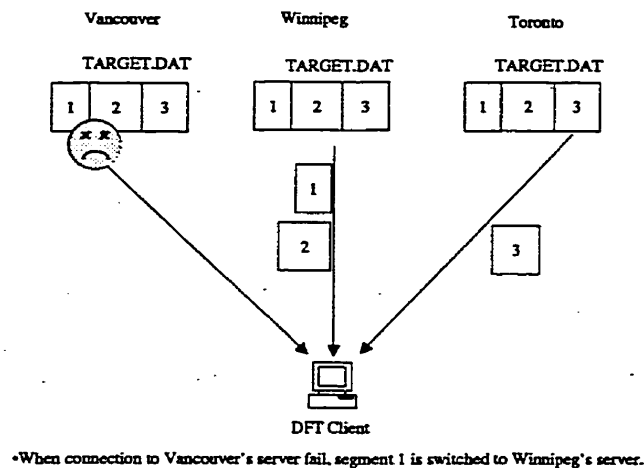 Vancouver Winnipeg Toronto
TARGET.DAT TARGET.DAT TARGET.DAT
1 2 3 1 2 3 1 2 3
1
2
3
DFT Client
•When connection to Vancouver's server fail, segment 1 is switched to Winnipeg's server.